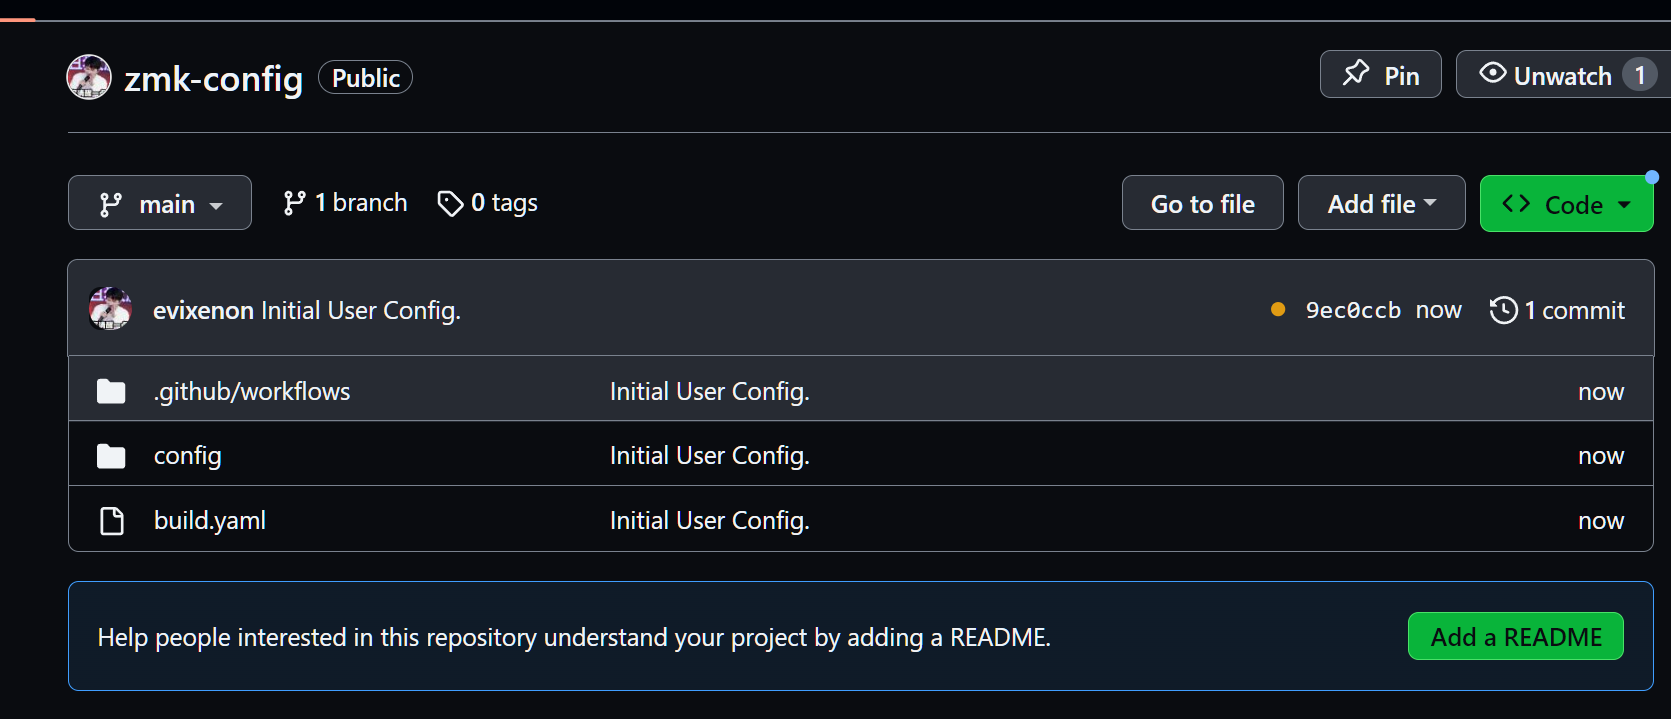 zmk-config Public Pin Unwatch 1
main 1 branch 0 tags Go to file Add file Code
evixenon Initial User Config. 9ec0ccb now 1 commit
.github/workflows Initial User Config. now
config Initial User Config. now
build.yaml Initial User Config. now
Help people interested in this repository understand your project by adding a README. Add a README